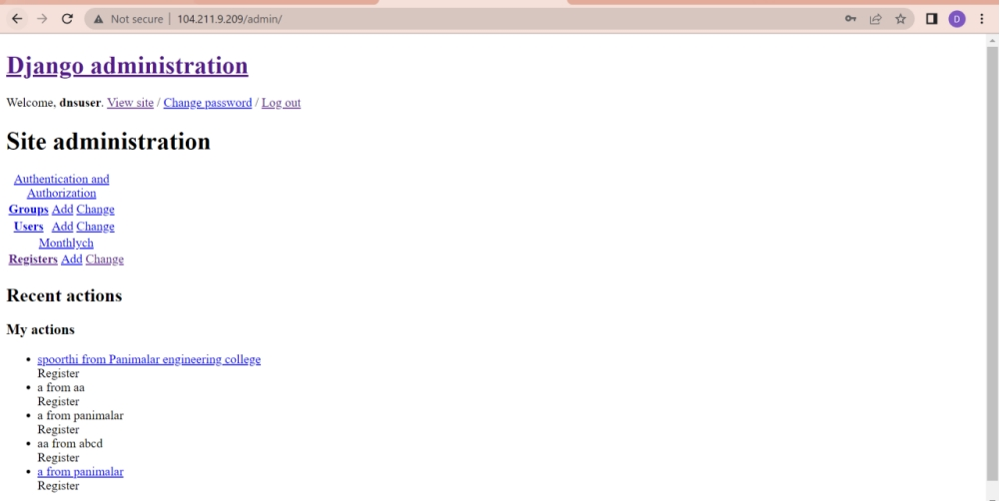 Not secure | 104.211.9.209/admin/
D
Django administration
Welcome, dnsuser. View site / Change password / Log out
Site administration
Authentication and
Authorization
Groups Add Change
Users Add Change
Monthlych
Registers Add Change
Recent actions
My actions
spoorthi from Panimalar engineering college
Register
a from aa
Register
a from panimalar
Register
aa from abcd
Register
a from panimalar
Register